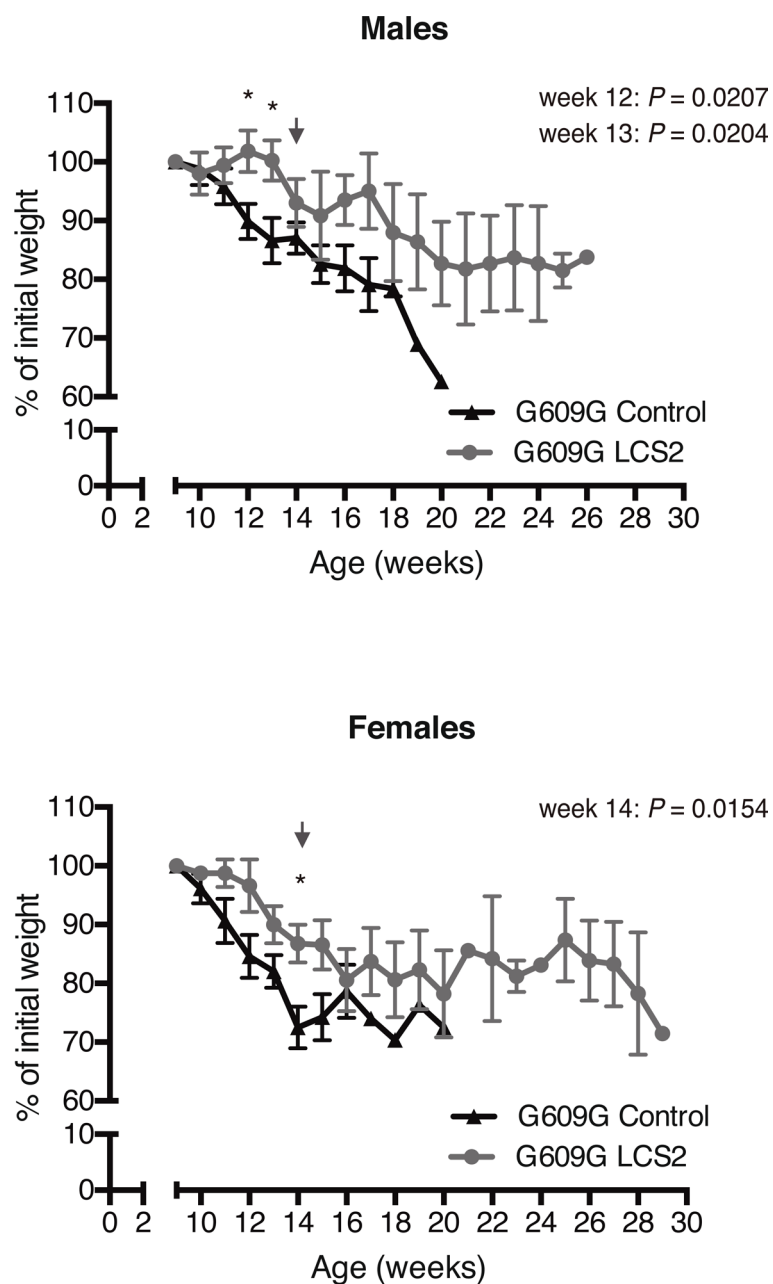 Males
* *
week 12: P = 0.0207
week 13: P = 0.0204
110
100
90
80
70
60
10
0
% of initial weight
G609G Control
G609G LCS2
0 2 10 12 14 16 18 20 22 24 26 28 30
Age (weeks)
Females
week 14: P = 0.0154
*
110
100
90
80
70
60
10
0
% of initial weight
G609G Control
G609G LCS2
0 2 10 12 14 16 18 20 22 24 26 28 30
Age (weeks)